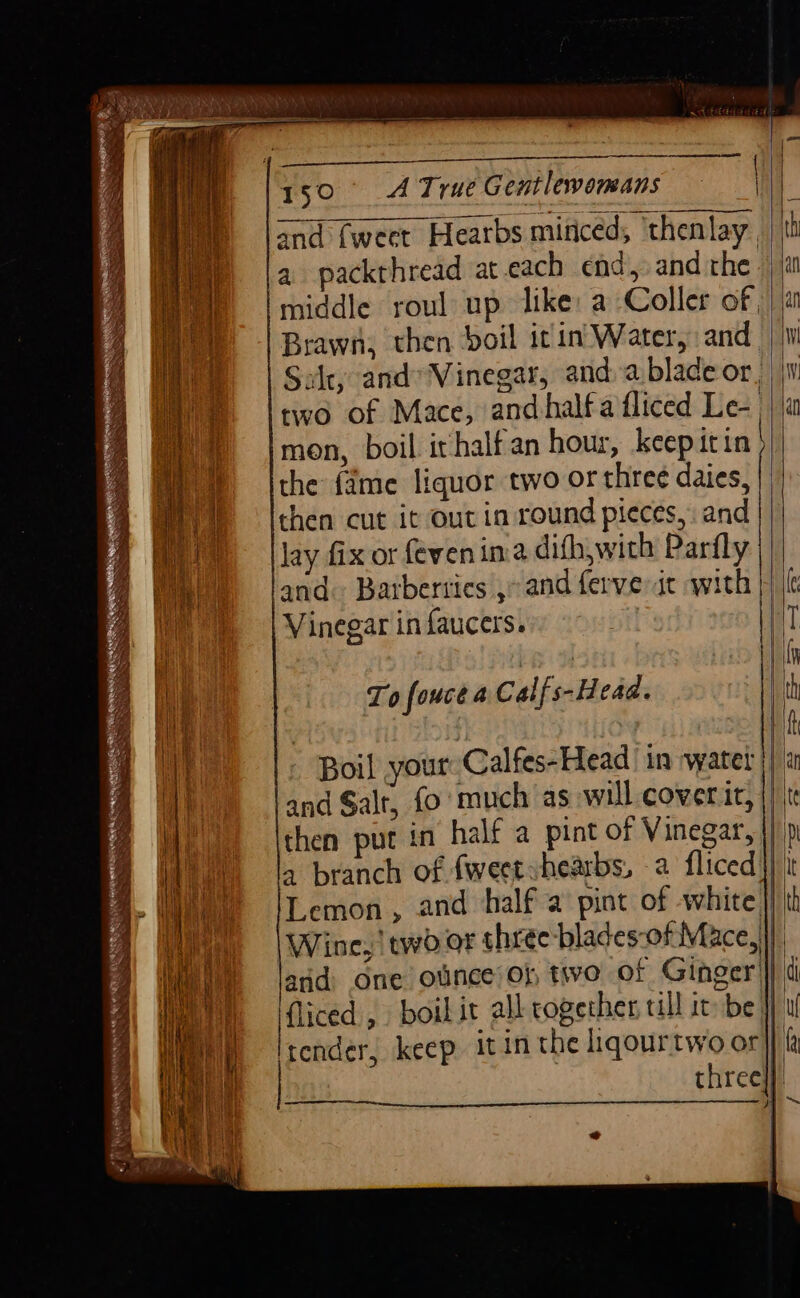 150 A True Gentlewomans
and ſweet Hearbs minced, then lay
a packthread at each end, and the
middle roul up like a Coller of
Brawn, then boil it in Water, and
Salt, and Vinegar, and a blade or
two of Mace, and half a ſliced Le-
mon, boil it half an hour, keep it in
the ſame liquor two or three daies,
then cut it out in round pieces, and
lay ſix or ſeven in a diſh, with Parſly
and Barberries, and ſerve it with
Vinegar in ſaucers.
To ſouce a Calfs-Head.
Boil your Calfes-Head in water
and Salt, ſo much as will cover it,
then put in half a pint of Vinegar,
a branch of ſweet hearbs, a ſliced
Lemon, and half a pint of white
Wine, two or three blades of Mace,
and one ounce or two of Ginger
ſliced, boil it all together till it be
tender, keep it in the liqour two or
three